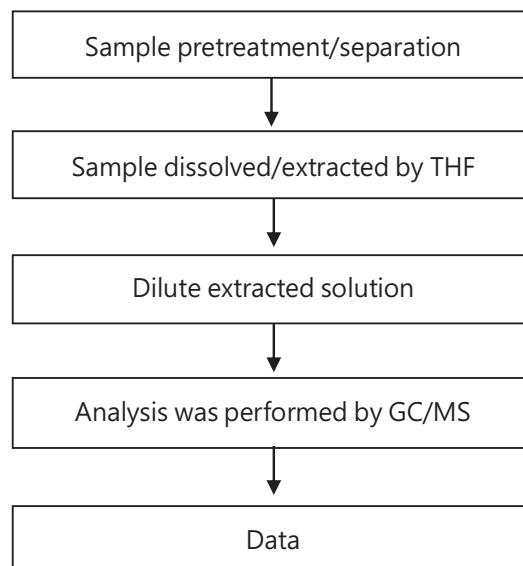 Sample pretreatment/separation
Sample dissolved/extracted by THF
Dilute extracted solution
Analysis was performed by GC/MS
Data